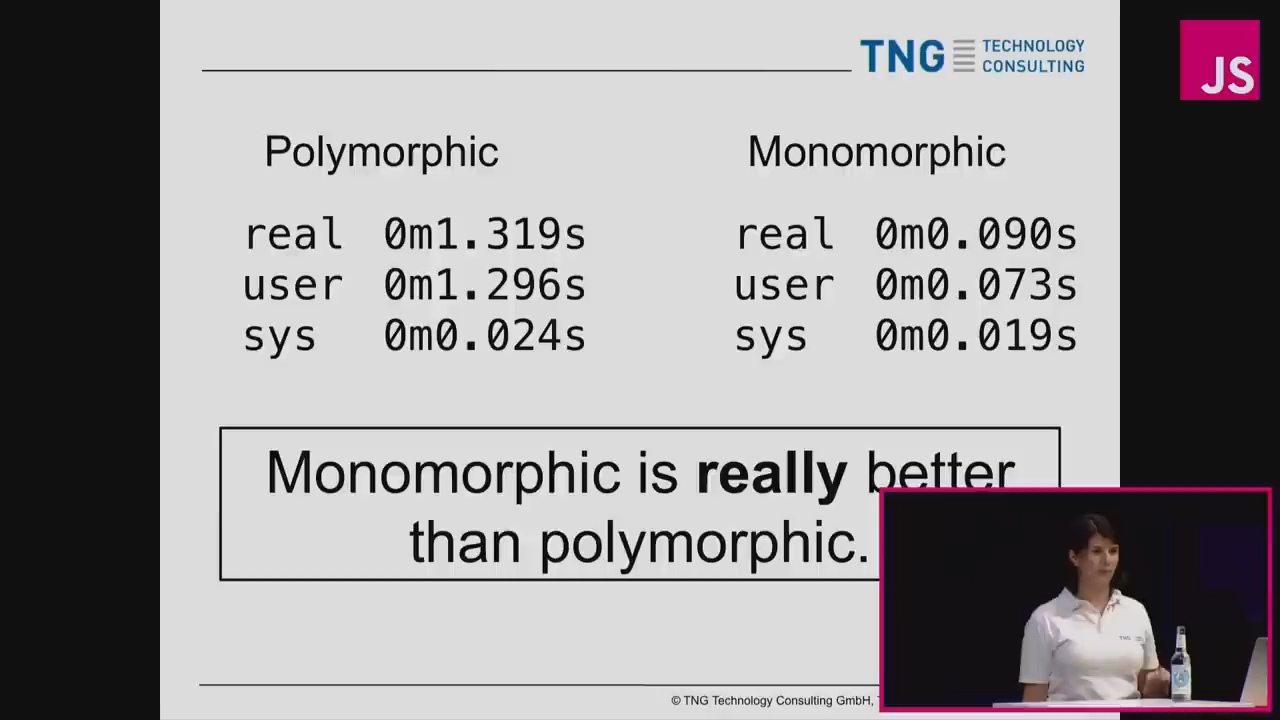 TNG TECHNOLOGY CONSULTING
JS
Polymorphic
real 0m1.319s
user 0m1.296s
sys 0m0.024s
Monomorphic
real 0m0.090s
user 0m0.073s
sys 0m0.019s
Monomorphic is really better
than polymorphic.
TNG
© TNG Technology Consulting GmbH,